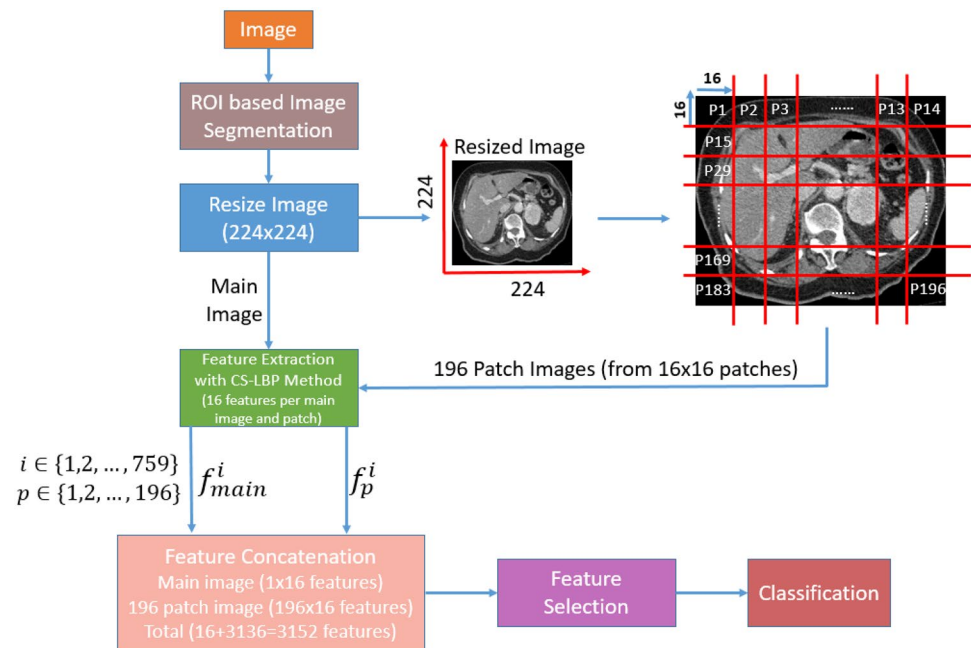 Image
ROI based Image
Segmentation
Resize Image
(224x224)
Main
Image
Resized Image
224
224
16
16
P1 P2 P3 ...... P13 P14
P15
P29
......
......
P169
P183 ...... P196
196 Patch Images (from 16x16 patches)
Feature Extraction
with CS-LBP Method
(16 features per main
image and patch)
i ∈ {1,2, … , 759}
p ∈ {1,2, … , 196}
f^i_{main}
f^i_p
Feature Concatenation
Main image (1x16 features)
196 patch image (196x16 features)
Total (16+3136=3152 features)
Feature
Selection
Classification